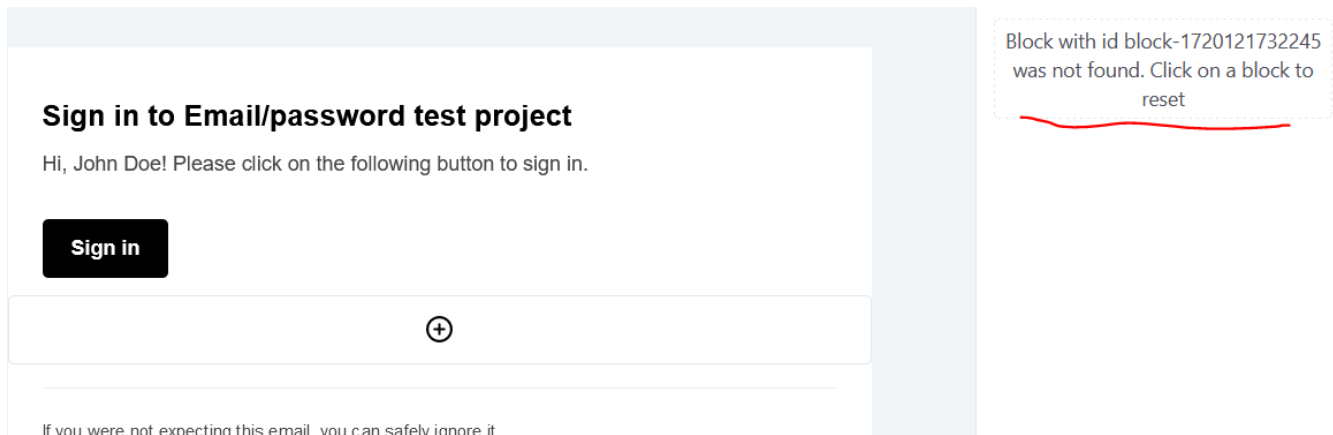 Block with id block-1720121732245
was not found. Click on a block to
reset
Sign in to Email/password test project
Hi, John Doe! Please click on the following button to sign in.
Sign in
If you were not expecting this email, you can safely ignore it.